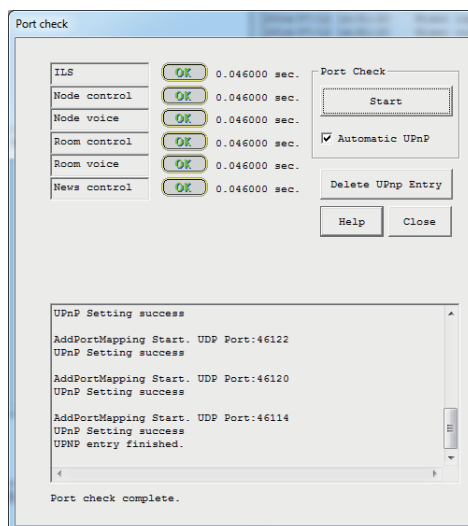 Port check
ILS OK 0.046000 sec.
Node control OK 0.046000 sec.
Node voice OK 0.046000 sec.
Room control OK 0.046000 sec.
Room voice OK 0.046000 sec.
News control OK 0.046000 sec.
Port Check
Start
Automatic UPnP
Delete UPnp Entry
Help Close
UPnP Setting success
AddPortMapping Start. UDP Port:46122
UPnP Setting success
AddPortMapping Start. UDP Port:46120
UPnP Setting success
AddPortMapping Start. UDP Port:46114
UPnP Setting success
UPNP entry finished.
Port check complete.